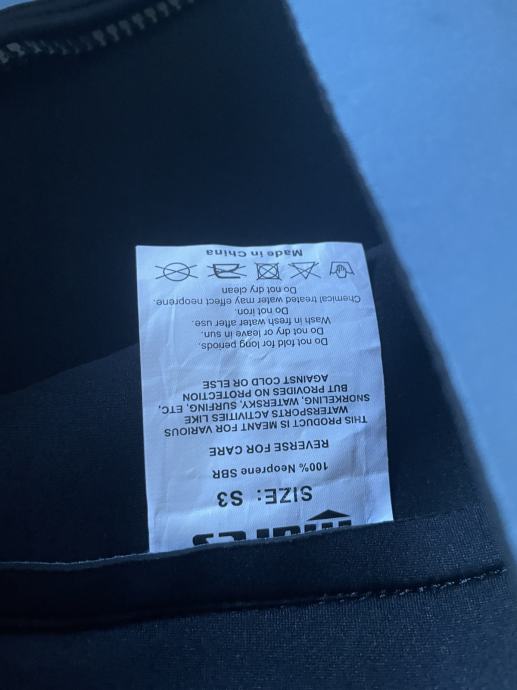 mares
SIZE: S3
100% Neoprene SBR
REVERSE FOR CARE
THIS PRODUCT IS MEANT FOR VARIOUS
WATERSPORTS ACTIVITIES LIKE
SNORKELING, WATERSKY, SURFING, ETC,
BUT PROVIDES NO PROTECTION
AGAINST COLD OR ELSE
Do not fold for long periods.
Do not dry or leave in sun.
Wash in fresh water after use.
Do not iron.
Chemical treated water may effect neoprene.
Do not dry clean
Made in China